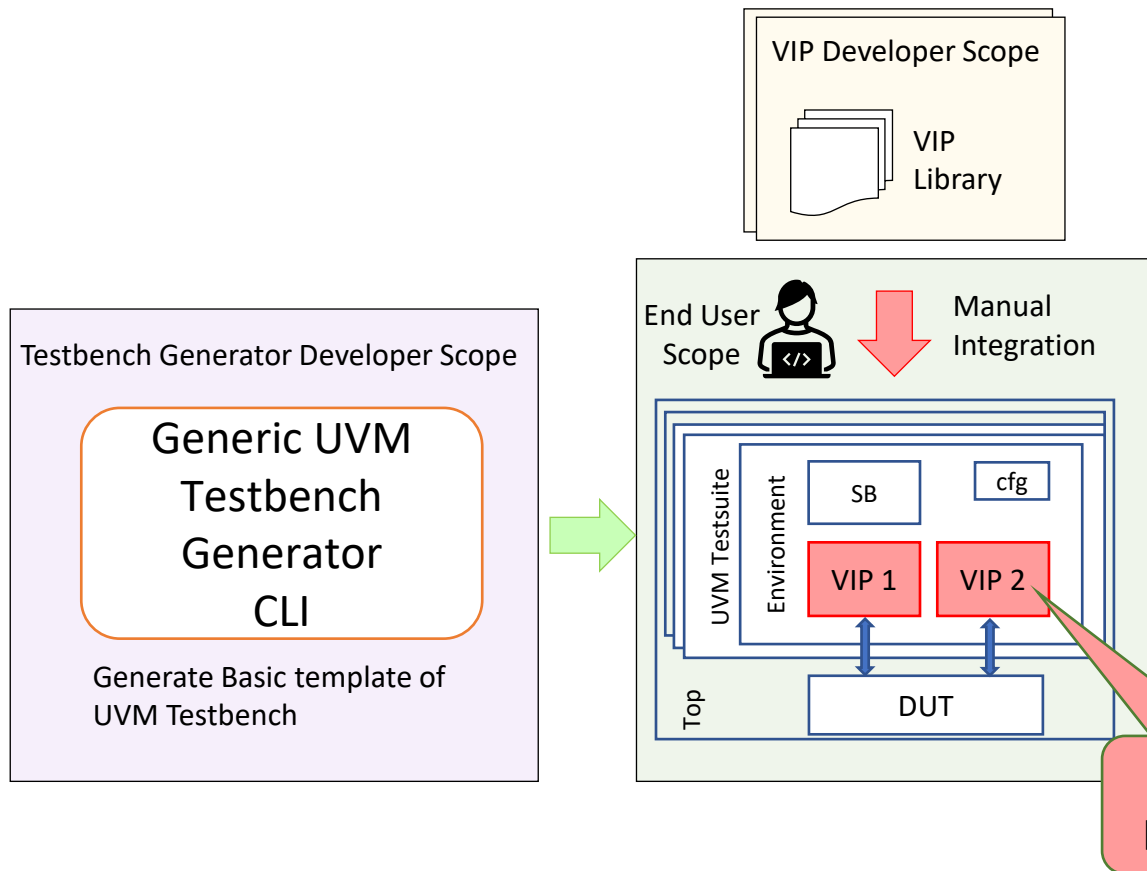 VIP Developer Scope
VIP
Library
Testbench Generator Developer Scope
Generic UVM
Testbench
Generator
CLI
Generate Basic template of
UVM Testbench
End User
Scope
</>
Manual
Integration
UVM Testsuite
Environment
SB
cfg
VIP 1
VIP 2
Top
DUT